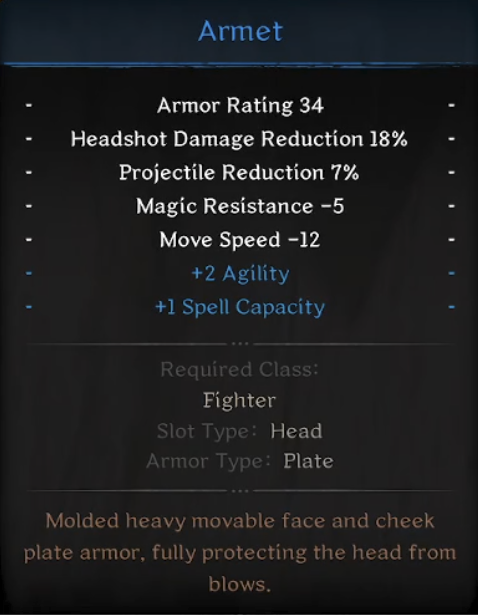 Armet
- Armor Rating 34 -
- Headshot Damage Reduction 18% -
- Projectile Reduction 7% -
- Magic Resistance -5 -
- Move Speed -12 -
- +2 Agility -
- +1 Spell Capacity -
Required Class:
Fighter
Slot Type: Head
Armor Type: Plate
Molded heavy movable face and cheek
plate armor, fully protecting the head from
blows.